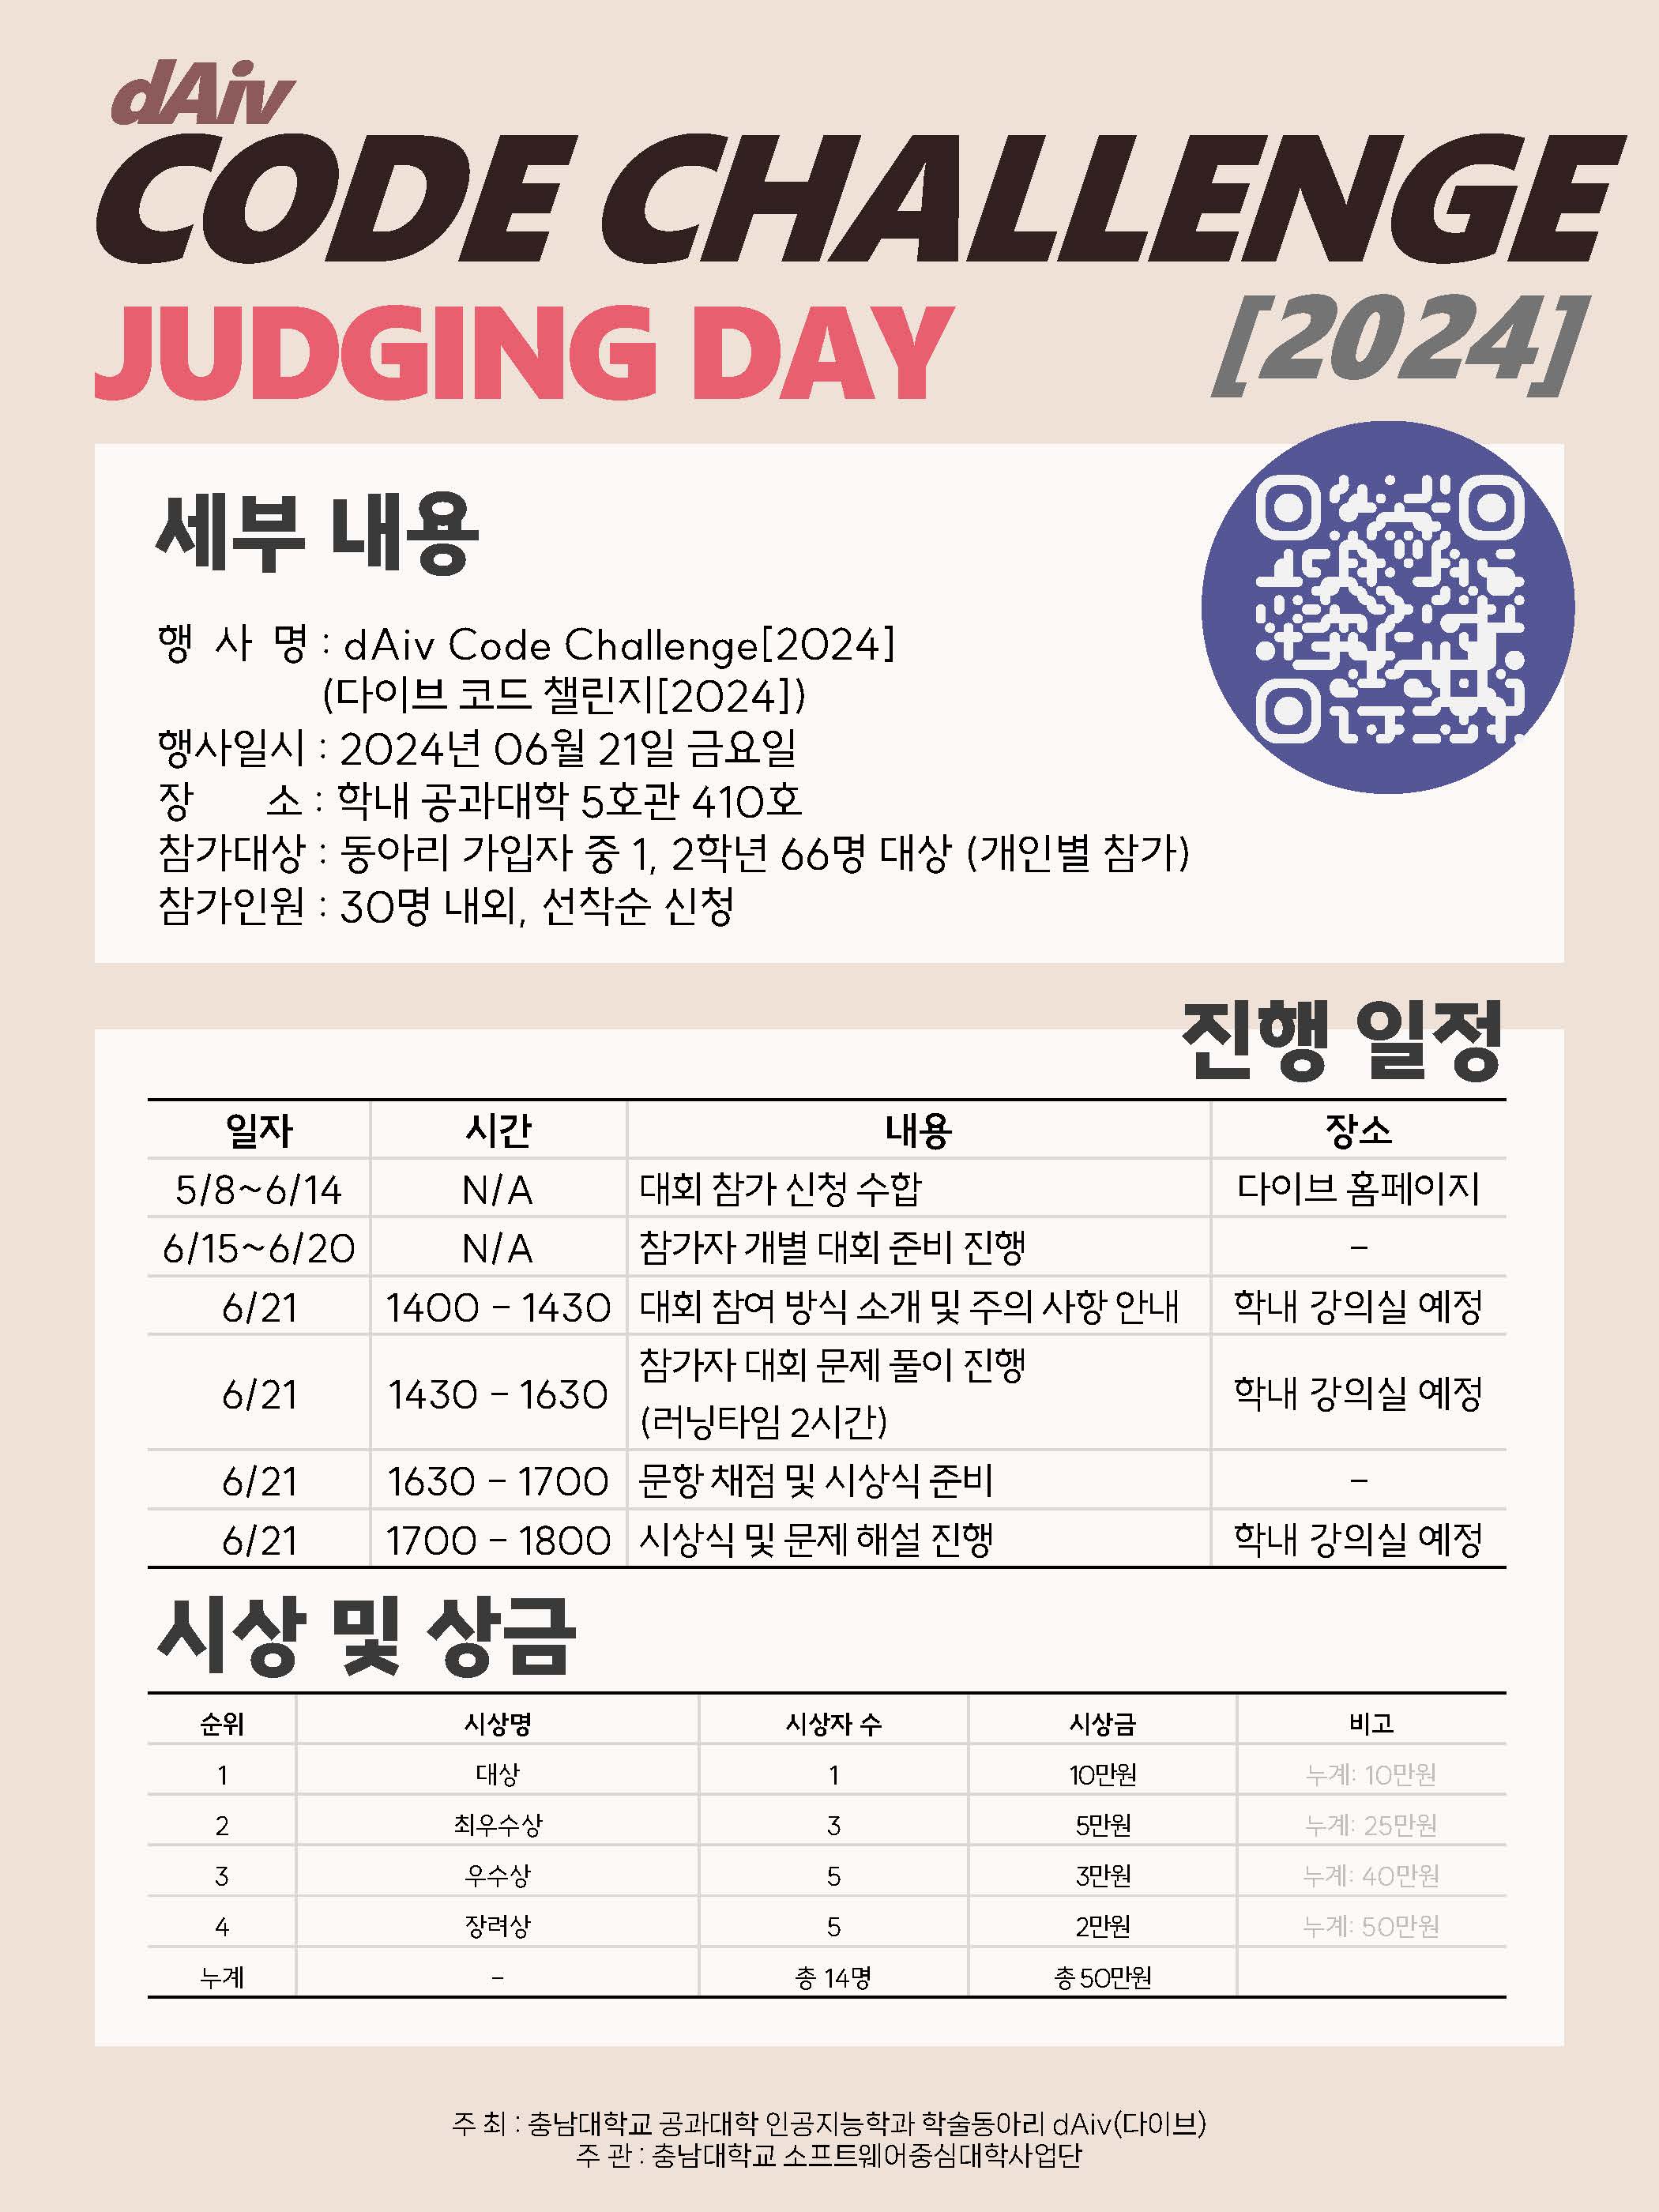 dAiv
CODE CHALLENGE
JUDGING DAY [2024]
세부 내용
행 사 명 : dAiv Code Challenge[2024]
(다이브 코드 챌린지[2024])
행사일시 : 2024년 06월 21일 금요일
장 소 : 학내 공과대학 5호관 410호
참가대상 : 동아리 가입자 중 1, 2학년 66명 대상 (개인별 참가)
참가인원 : 30명 내외, 선착순 신청
진행 일정
일자 시간 내용 장소
5/8~6/14 N/A 대회 참가 신청 수합 다이브 홈페이지
6/15~6/20 N/A 참가자 개별 대회 준비 진행 –
6/21 1400 – 1430 대회 참여 방식 소개 및 주의 사항 안내 학내 강의실 예정
6/21 1430 – 1630 참가자 대회 문제 풀이 진행 학내 강의실 예정
(러닝타임 2시간)
6/21 1630 – 1700 문항 채점 및 시상식 준비 –
6/21 1700 – 1800 시상식 및 문제 해설 진행 학내 강의실 예정
시상 및 상금
순위 시상명 시상자 수 시상금 비고
1 대상 1 10만원 누계: 10만원
2 최우수상 3 5만원 누계: 25만원
3 우수상 5 3만원 누계: 40만원
4 장려상 5 2만원 누계: 50만원
누계 – 총 14명 총 50만원
주 최 : 충남대학교 공과대학 인공지능학과 학술동아리 dAiv(다이브)
주 관 : 충남대학교 소프트웨어중심대학사업단